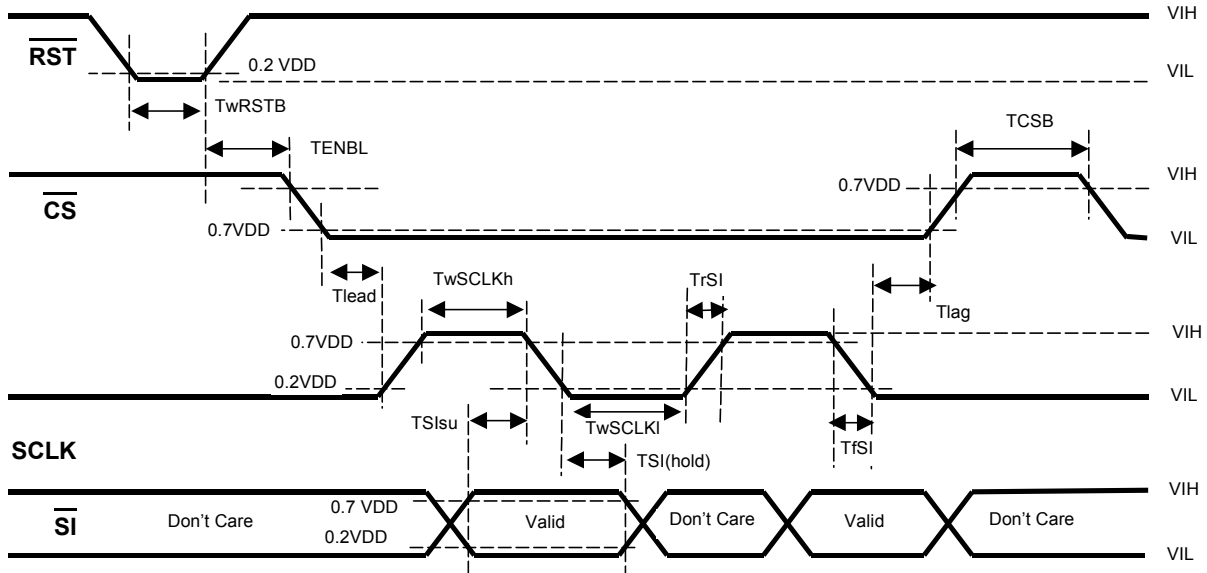 VIH
RST
0.2 VDD
VIL
TwRSTB
TCSB
TENBL
VIH
0.7VDD
CS
0.7VDD
VIL
Tlead
TwSCLKh
TrSI
Tlag
VIH
0.7VDD
0.2VDD
VIL
TSIsu
TwSCLKl
TfSI
SCLK
TSI(hold)
VIH
0.7 VDD
SI
Don't Care
Valid
Don't Care
Valid
Don't Care
0.2VDD
VIL